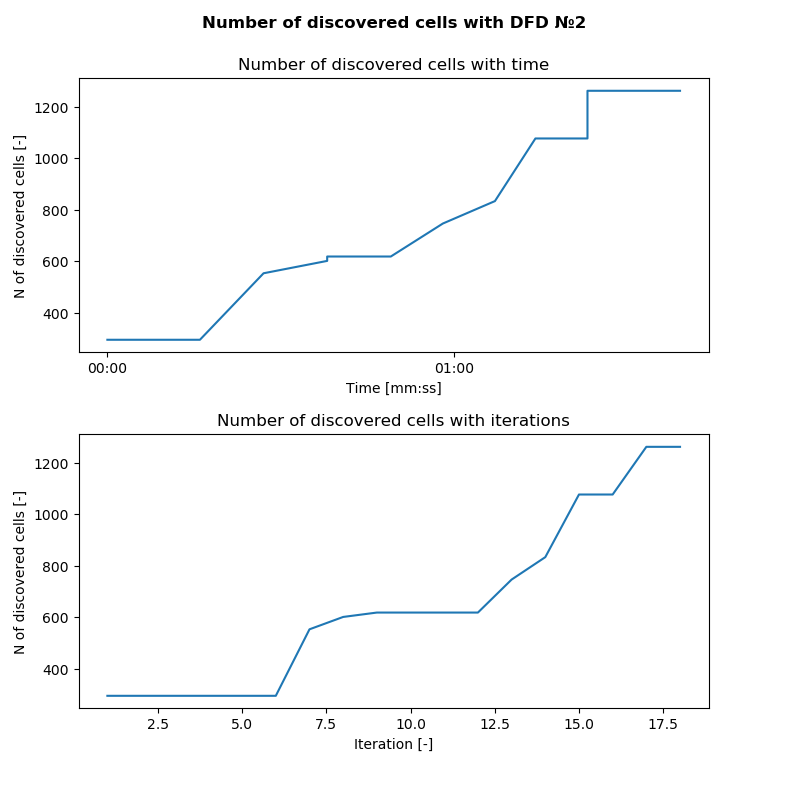 Number of discovered cells with DFD №2
Number of discovered cells with time
1200
1000
800
600
400
N of discovered cells [-]
00:00 01:00
Time [mm:ss]
Number of discovered cells with iterations
1200
1000
800
600
400
N of discovered cells [-]
2.5 5.0 7.5 10.0 12.5 15.0 17.5
Iteration [-]